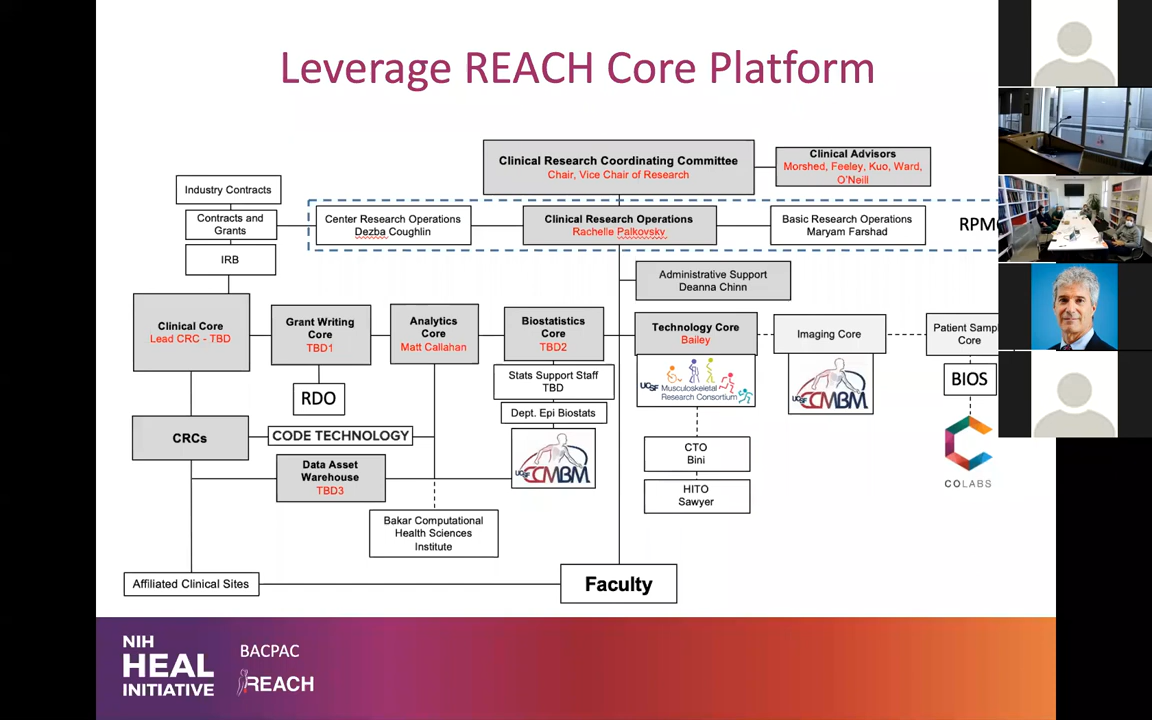 Leverage REACH Core Platform
Clinical Research Coordinating Committee
Chair, Vice Chair of Research
Clinical Advisors
Morshed, Feeley, Kuo, Ward,
O'Neill
Industry Contracts
Contracts and
Grants
IRB
Center Research Operations
Dezba Coughlin
Clinical Research Operations
Rachelle Palkovsky
Basic Research Operations
Maryam Farshad
Administrative Support
Deanna Chinn
Clinical Core
Lead CRC - TBD
Grant Writing
Core
TBD1
Analytics
Core
Matt Callahan
Biostatistics
Core
TBD2
Technology Core
Bailey
Imaging Core
Patient
Core
RDO
Stats Support Staff
TBD
Dept. Epi Biostats
UCSF
CCMBM
UCSF Musculoskeletal
Research Consortium
UCSF
CCMBM
BIOS
COLABS
CRCs
CODE TECHNOLOGY
Data Asset
Warehouse
TBD3
CTO
Bini
HITO
Sawyer
Bakar Computational
Health Sciences
Institute
Affiliated Clinical Sites
Faculty
NIH
HEAL
INITIATIVE
BACPAC
REACH